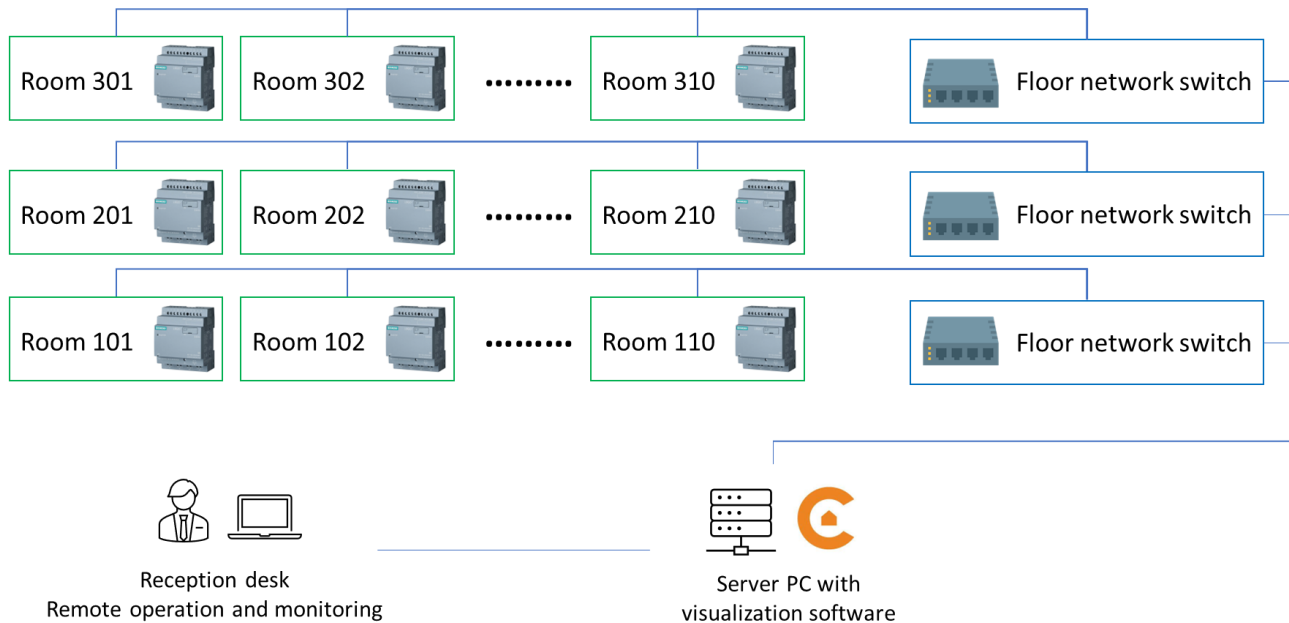 Room 301
Room 302
.........
Room 310
Floor network switch
Room 201
Room 202
.........
Room 210
Floor network switch
Room 101
Room 102
.........
Room 110
Floor network switch
Reception desk
Remote operation and monitoring
Server PC with
visualization software